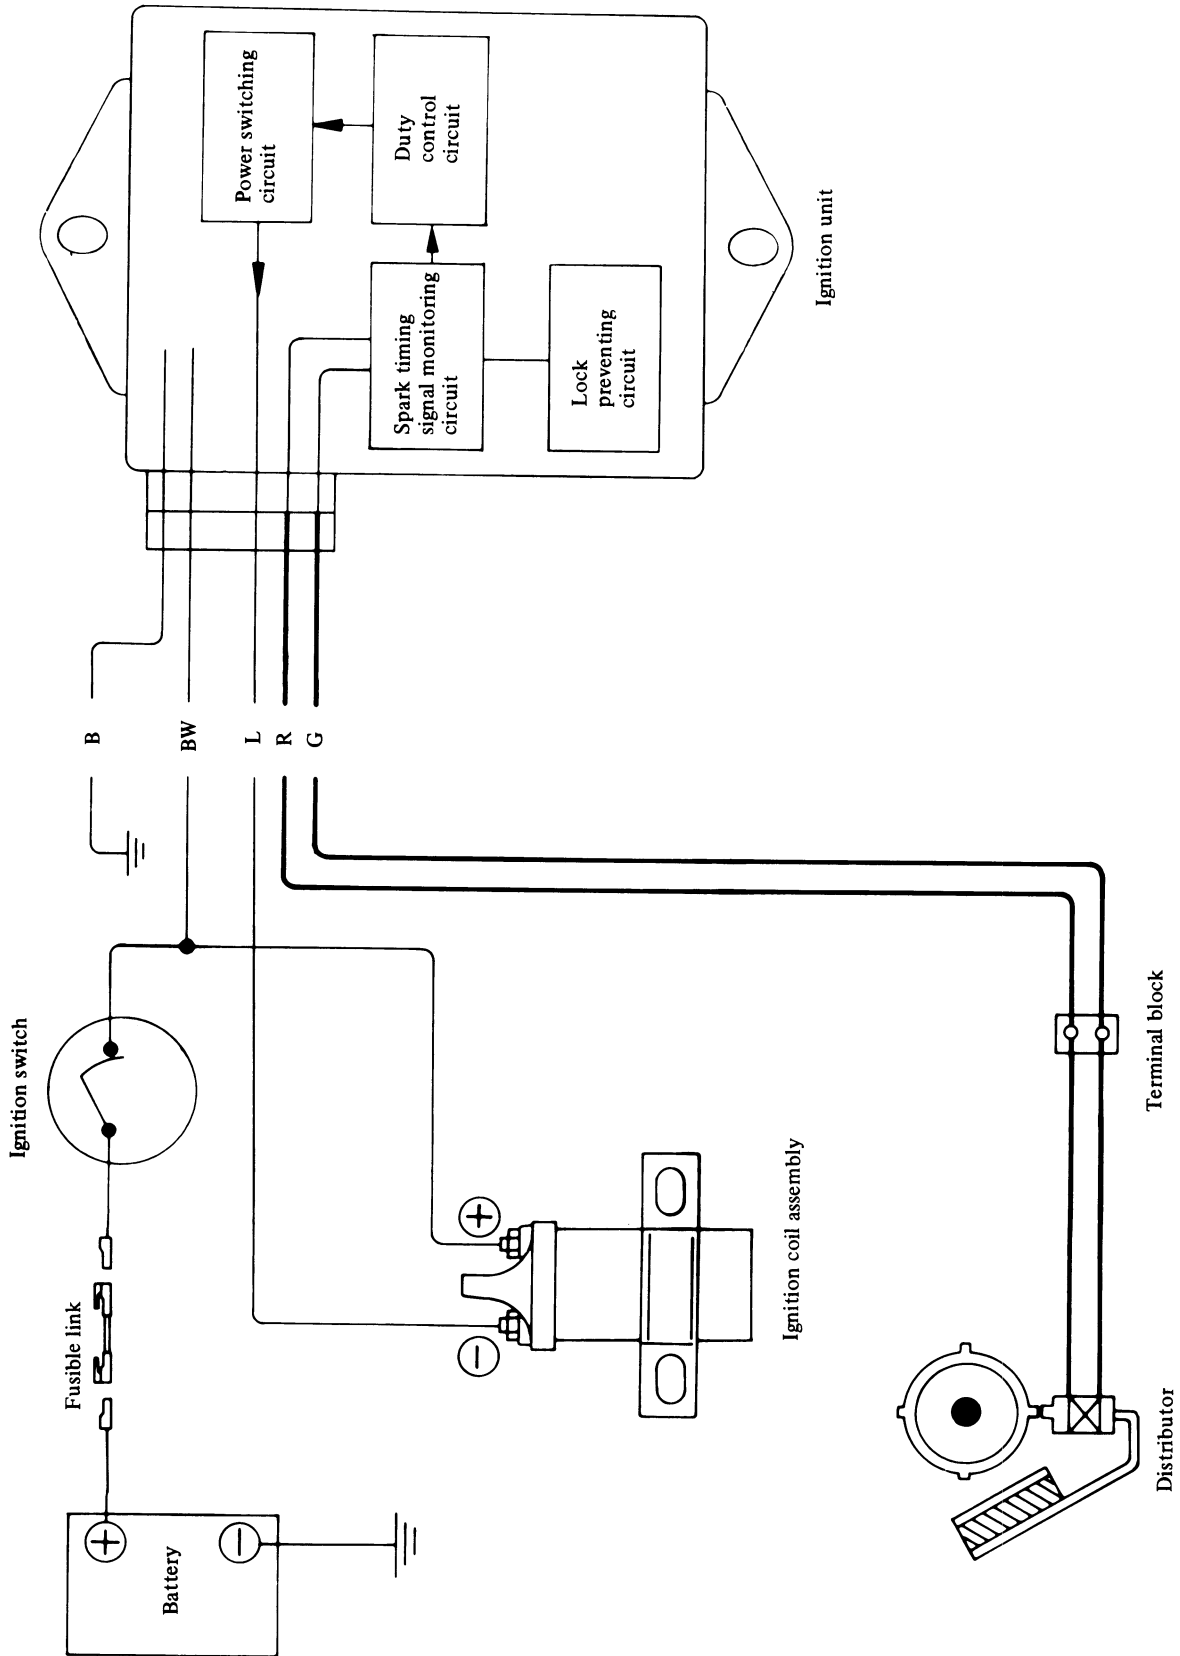 Battery
Fusible link
Ignition switch
B
BW
L
R
G
Power switching
circuit
Duty
control
circuit
Spark timing
signal monitoring
circuit
Lock
preventing
circuit
Ignition unit
Ignition coil assembly
Distributor
Terminal block
+
−
−
+